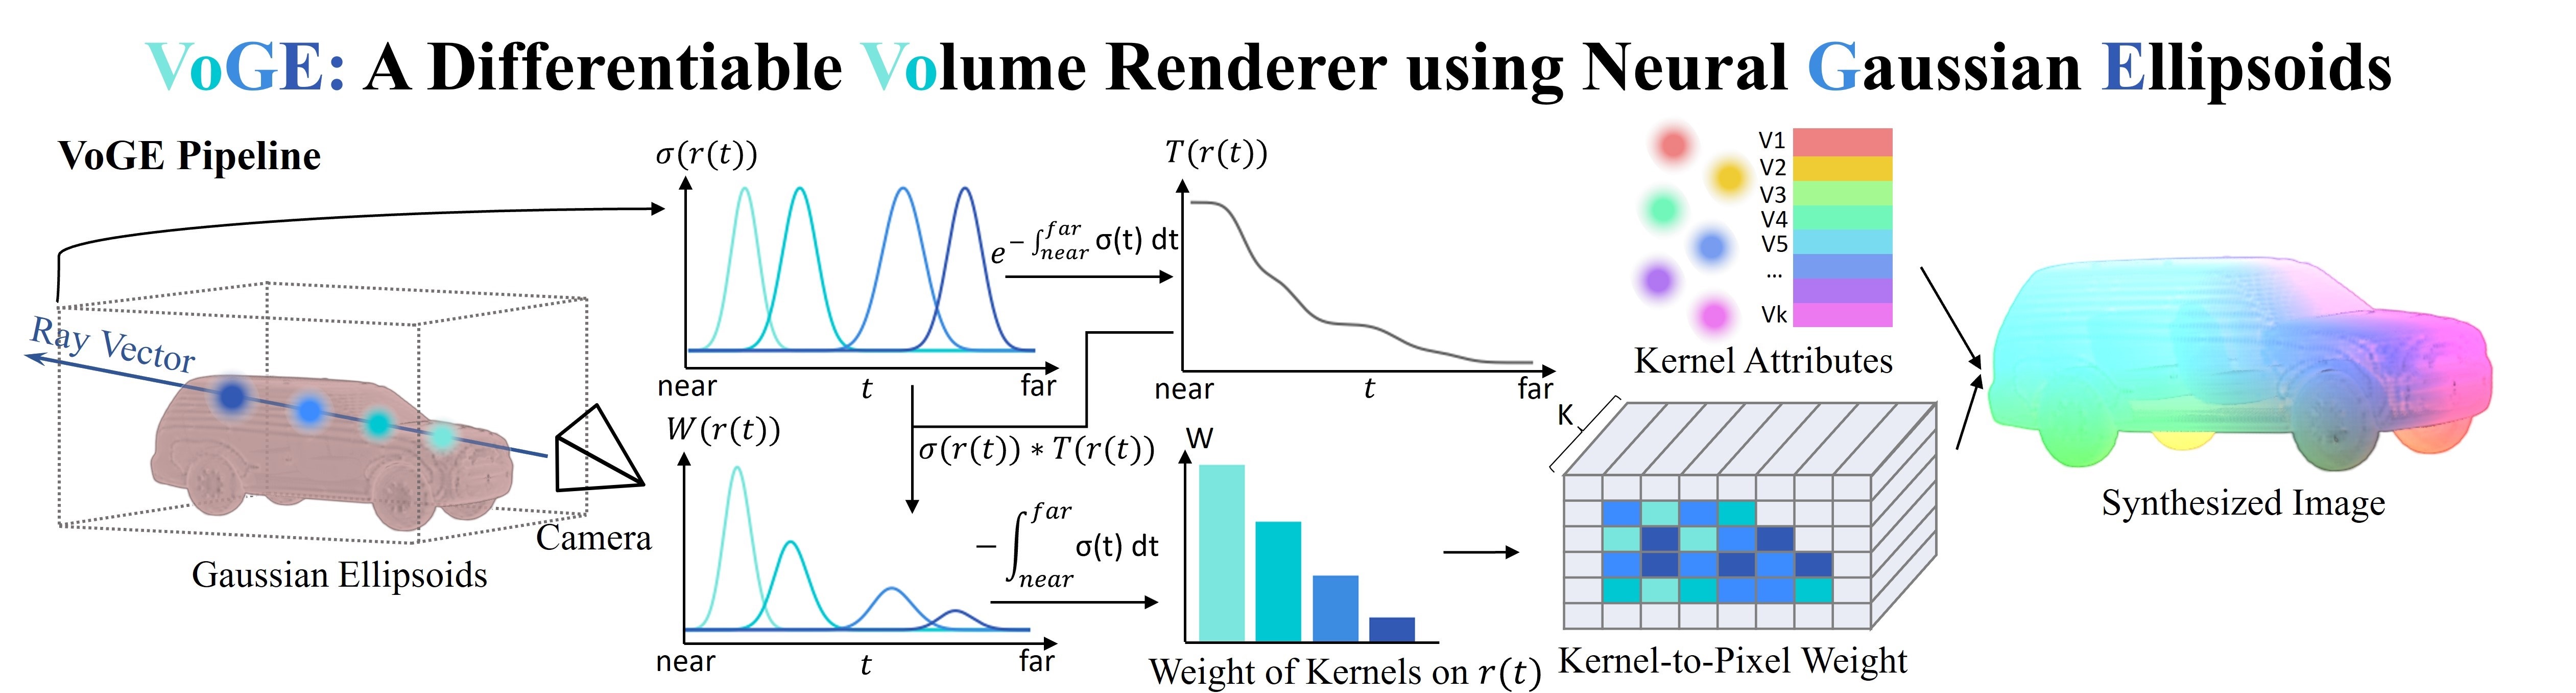 VoGE: A Differentiable Volume Renderer using Neural Gaussian Ellipsoids
VoGE Pipeline
Ray Vector
Camera
Gaussian Ellipsoids
σ(r(t))
near t far
e^{− ∫_{near}^{far} σ(t) dt}
T(r(t))
near t far
σ(r(t)) ∗ T(r(t))
W(r(t))
near t far
− ∫_{near}^{far} σ(t) dt
W
Weight of Kernels on r(t)
V1
V2
V3
V4
V5
...
Vk
Kernel Attributes
K
Kernel-to-Pixel Weight
Synthesized Image